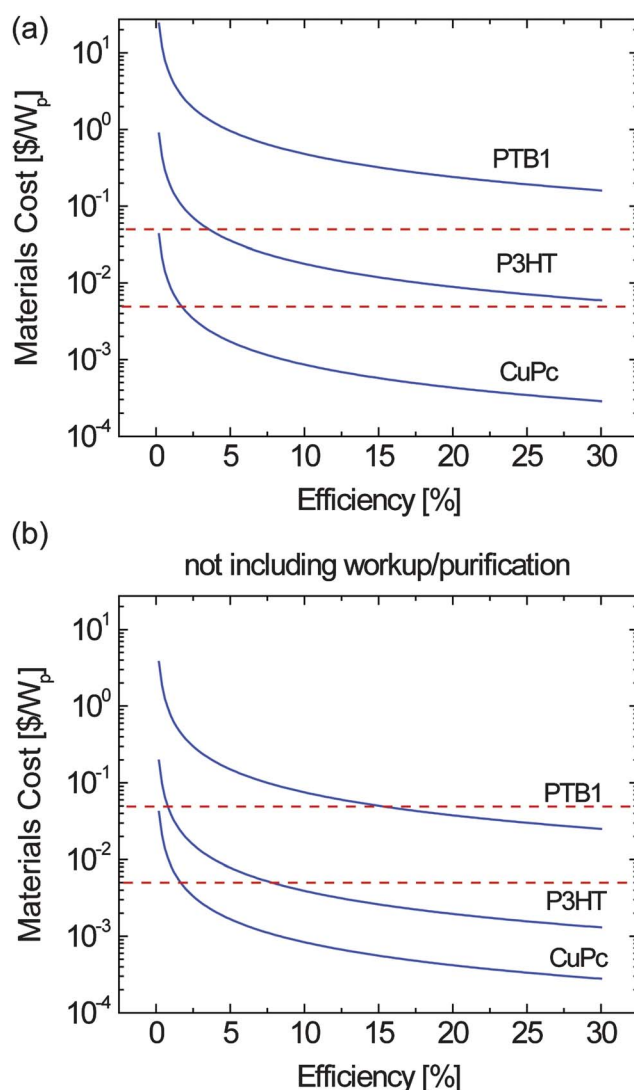 (a)
Materials Cost [$/Wₚ]
10¹
10⁰
10⁻¹
10⁻²
10⁻³
10⁻⁴
PTB1
P3HT
CuPc
0 5 10 15 20 25 30
Efficiency [%]
(b)
not including workup/purification
Materials Cost [$/Wₚ]
10¹
10⁰
10⁻¹
10⁻²
10⁻³
10⁻⁴
PTB1
P3HT
CuPc
0 5 10 15 20 25 30
Efficiency [%]